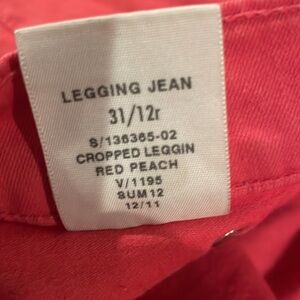 LEGGING JEAN
31/12r
S/136365-02
CROPPED LEGGIN
RED PEACH
V/1195
SUM12
12/11